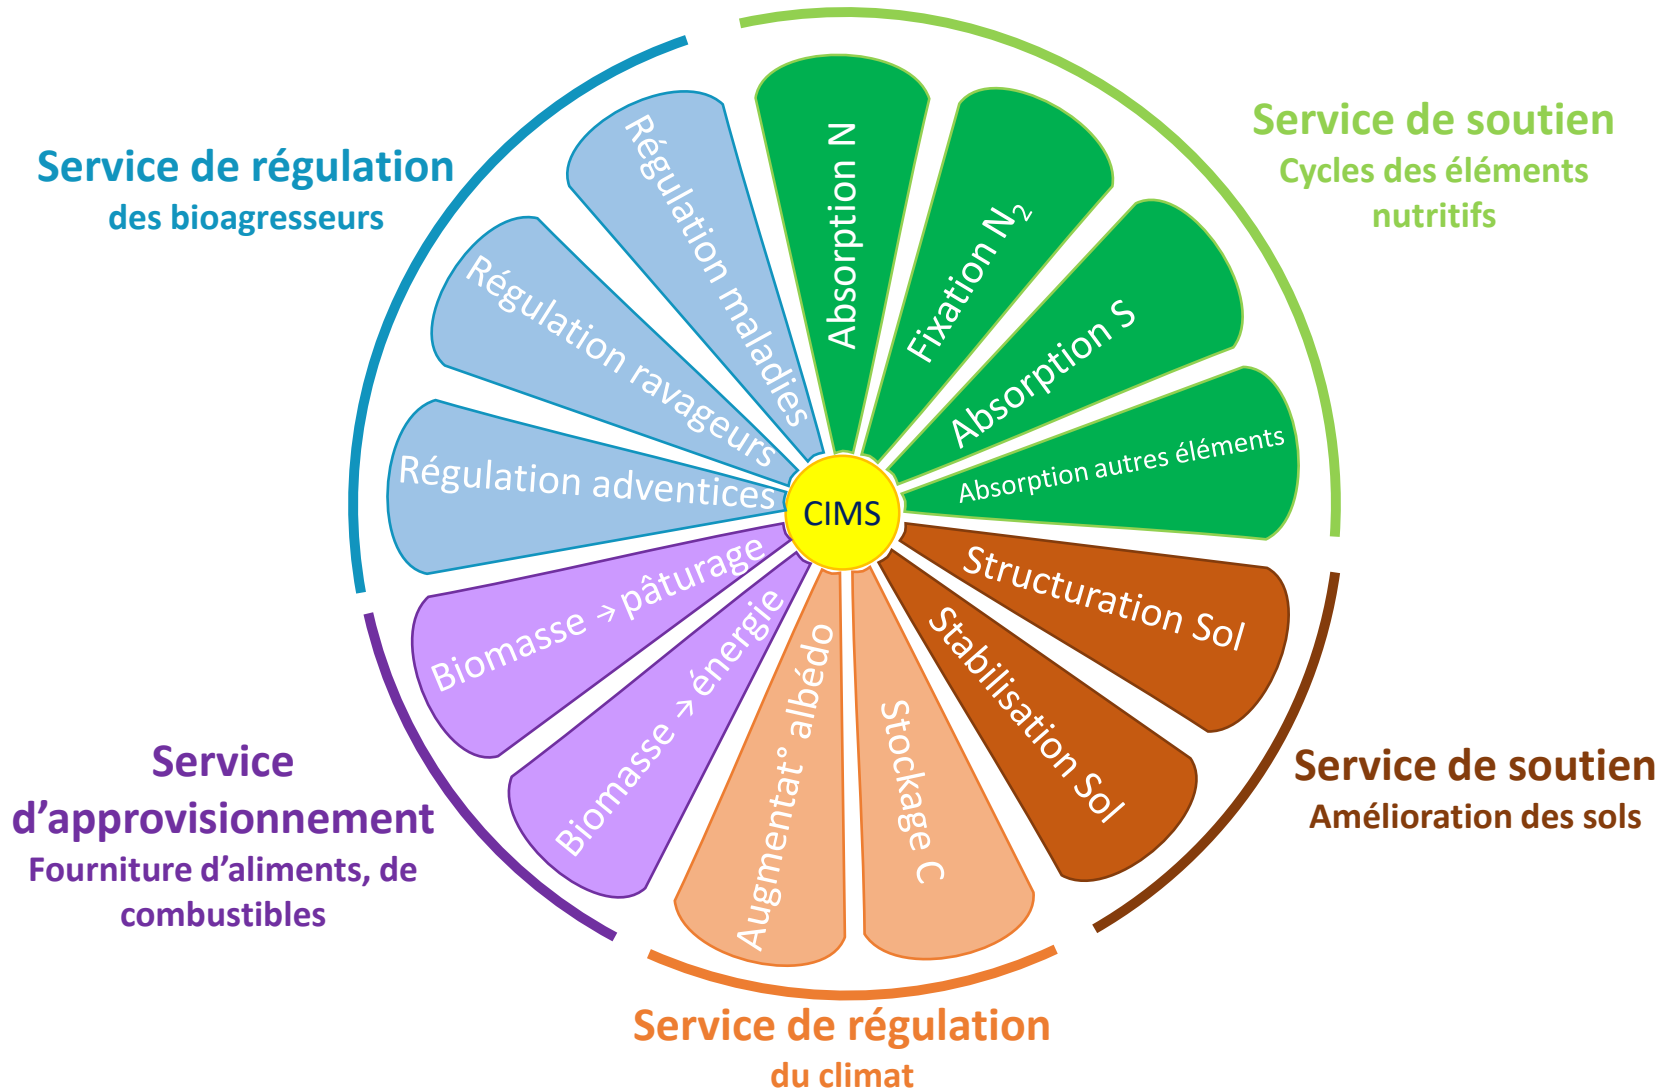 Service de soutien
Cycles des éléments
nutritifs
Absorption N
Fixation N₂
Absorption S
Absorption autres éléments
Structuration Sol
Stabilisation Sol
Service de soutien
Amélioration des sols
Stockage C
Augmentat° albédo
Service de régulation
du climat
Biomasse → énergie
Biomasse → pâturage
Service
d’approvisionnement
Fourniture d’aliments, de
combustibles
Régulation adventices
Régulation ravageurs
Régulation maladies
Service de régulation
des bioagresseurs
CIMS